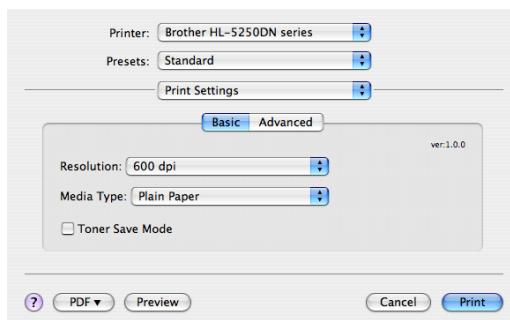 Printer: Brother HL-5250DN series
Presets: Standard
Print Settings
Basic Advanced
ver:1.0.0
Resolution: 600 dpi
Media Type: Plain Paper
Toner Save Mode
? PDF ▼ Preview Cancel Print